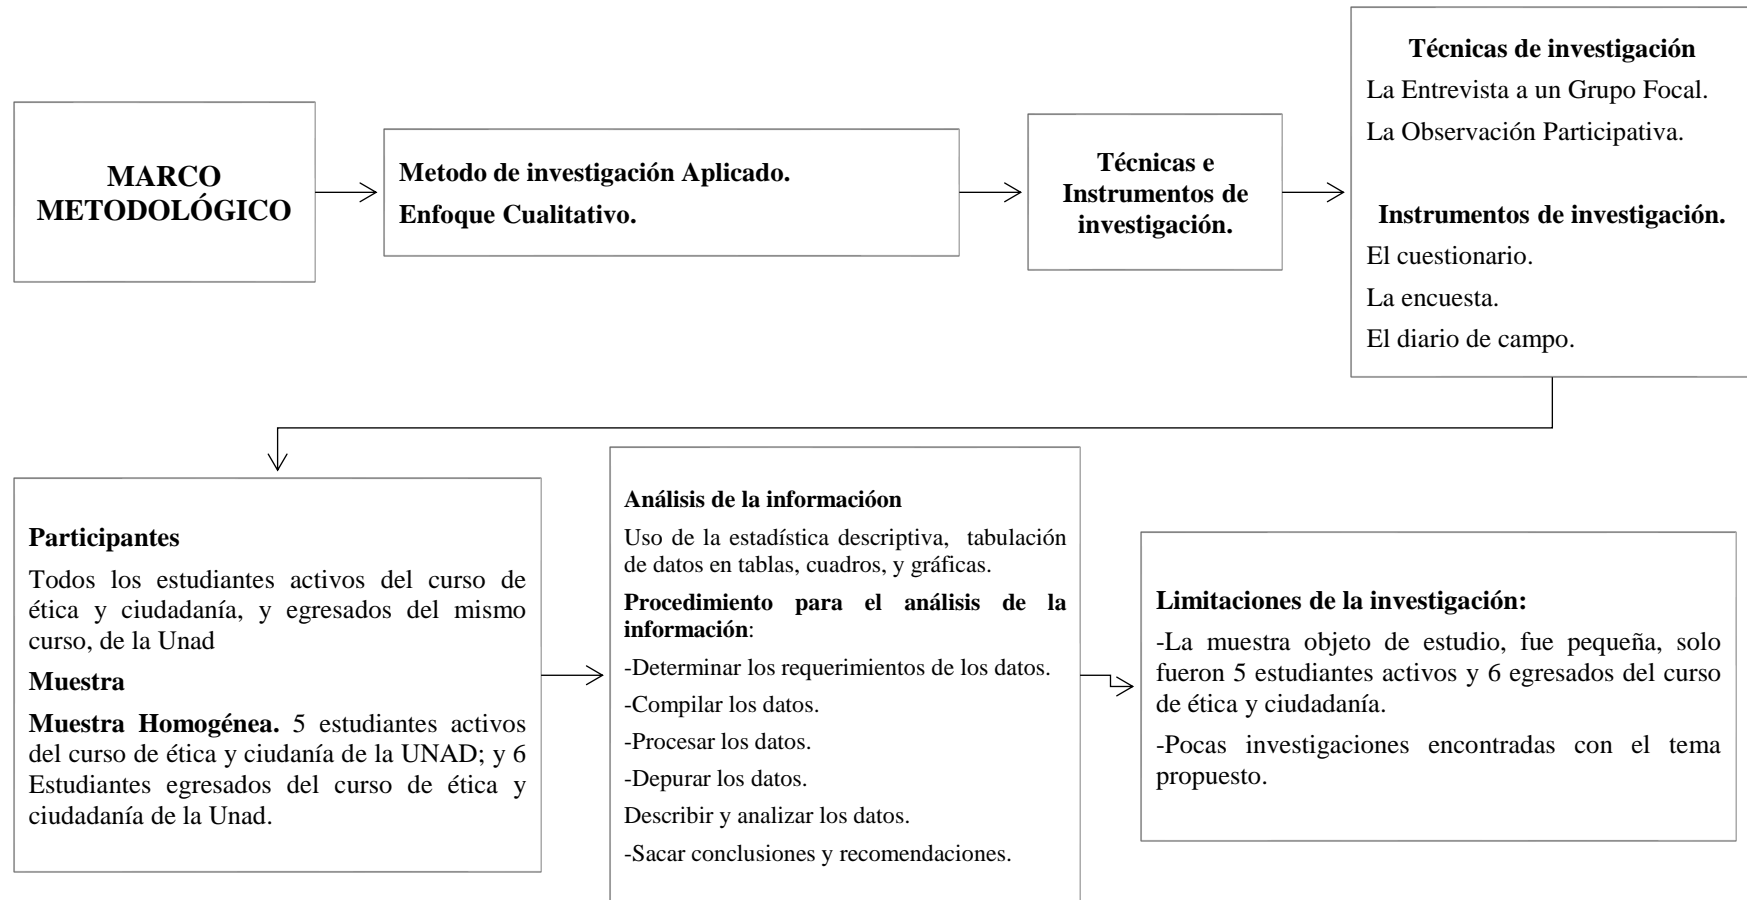 MARCO
METODOLÓGICO
Metodo de investigación Aplicado.
Enfoque Cualitativo.
Técnicas e
Instrumentos de
investigación.
Técnicas de investigación
La Entrevista a un Grupo Focal.
La Observación Participativa.
Instrumentos de investigación.
El cuestionario.
La encuesta.
El diario de campo.
Participantes
Todos los estudiantes activos del curso de
ética y ciudadanía, y egresados del mismo
curso, de la Unad
Muestra
Muestra Homogénea. 5 estudiantes activos
del curso de ética y ciudanía de la UNAD; y 6
Estudiantes egresados del curso de ética y
ciudadanía de la Unad.
Análisis de la informacióon
Uso de la estadística descriptiva, tabulación
de datos en tablas, cuadros, y gráficas.
Procedimiento para el análisis de la
información:
-Determinar los requerimientos de los datos.
-Compilar los datos.
-Procesar los datos.
-Depurar los datos.
Describir y analizar los datos.
-Sacar conclusiones y recomendaciones.
Limitaciones de la investigación:
-La muestra objeto de estudio, fue pequeña, solo
fueron 5 estudiantes activos y 6 egresados del curso
de ética y ciudadanía.
-Pocas investigaciones encontradas con el tema
propuesto.